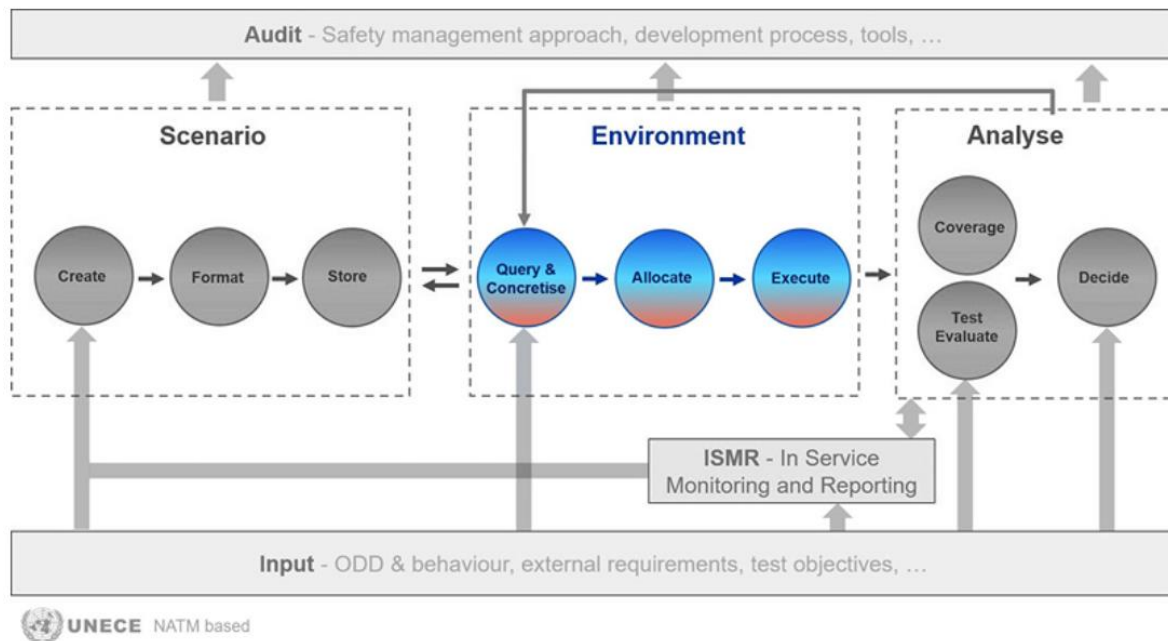 Audit - Safety management approach, development process, tools, …
Scenario
Environment
Analyse
Create
Format
Store
Query &
Concretise
Allocate
Execute
Coverage
Test
Evaluate
Decide
ISMR - In Service
Monitoring and Reporting
Input - ODD & behaviour, external requirements, test objectives, …
UNECE NATM based